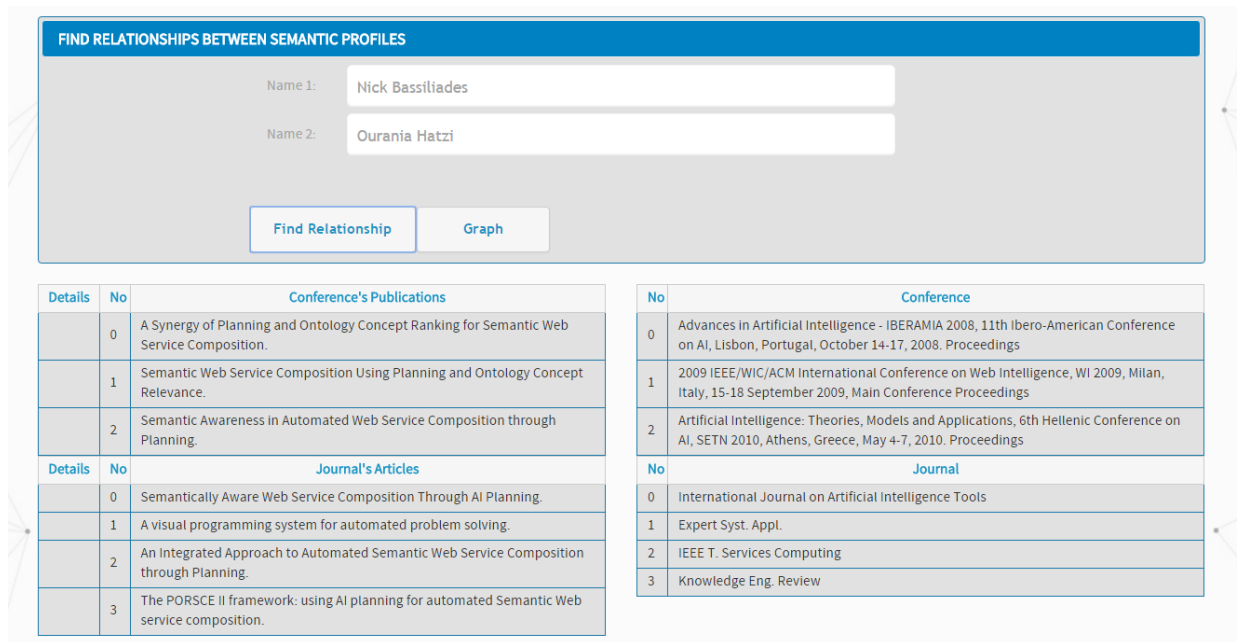 FIND RELATIONSHIPS BETWEEN SEMANTIC PROFILES
Name 1:
Nick Bassiliades
Name 2:
Ourania Hatzi
Find Relationship
Graph
Details No Conference's Publications
0 A Synergy of Planning and Ontology Concept Ranking for Semantic Web
Service Composition.
1 Semantic Web Service Composition Using Planning and Ontology Concept
Relevance.
2 Semantic Awareness in Automated Web Service Composition through
Planning.
Details No Journal's Articles
0 Semantically Aware Web Service Composition Through AI Planning.
1 A visual programming system for automated problem solving.
2 An Integrated Approach to Automated Semantic Web Service Composition
through Planning.
3 The PORSCE II framework: using AI planning for automated Semantic Web
service composition.
No Conference
0 Advances in Artificial Intelligence - IBERAMIA 2008, 11th Ibero-American Conference
on AI, Lisbon, Portugal, October 14-17, 2008. Proceedings
1 2009 IEEE/WIC/ACM International Conference on Web Intelligence, WI 2009, Milan,
Italy, 15-18 September 2009, Main Conference Proceedings
2 Artificial Intelligence: Theories, Models and Applications, 6th Hellenic Conference on
AI, SETN 2010, Athens, Greece, May 4-7, 2010. Proceedings
No Journal
0 International Journal on Artificial Intelligence Tools
1 Expert Syst. Appl.
2 IEEE T. Services Computing
3 Knowledge Eng. Review